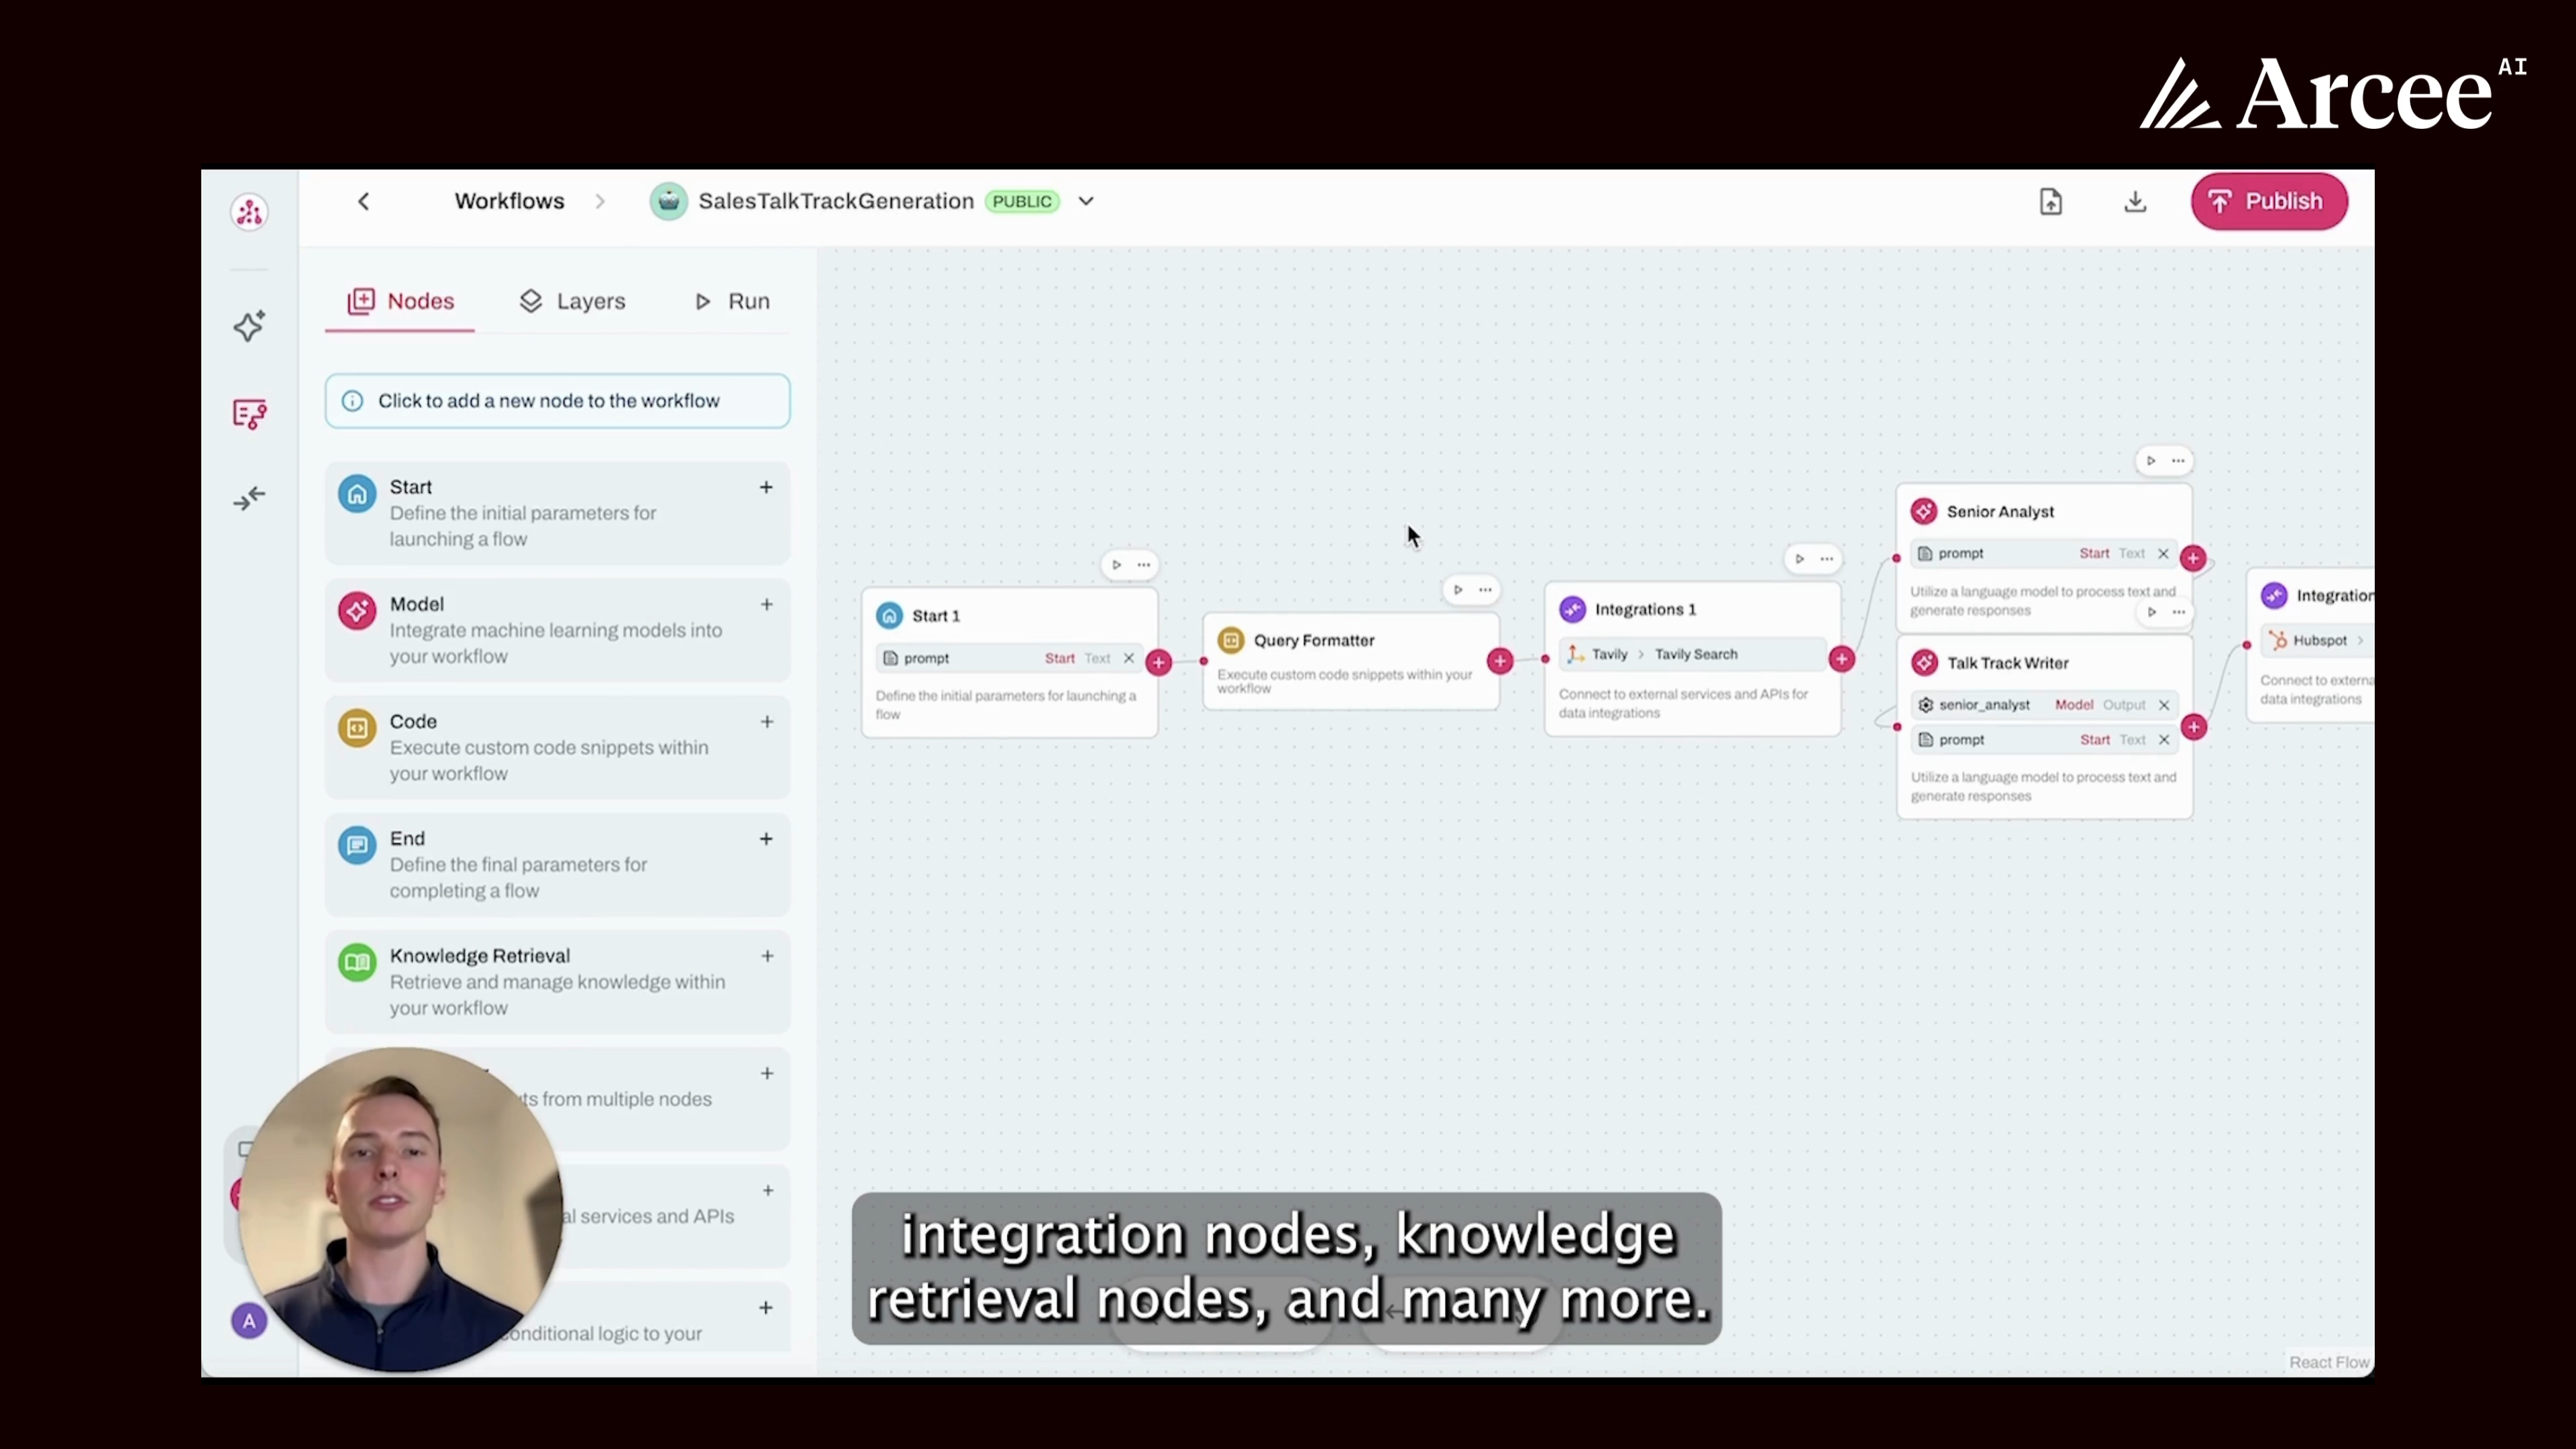 Arcee AI
Workflows
SalesTalkTrackGeneration
PUBLIC
Publish
Nodes
Layers
Run
Click to add a new node to the workflow
Start
Define the initial parameters for
launching a flow
Model
Integrate machine learning models into
your workflow
Code
Execute custom code snippets within
your workflow
End
Define the final parameters for
completing a flow
Knowledge Retrieval
Retrieve and manage knowledge within
your workflow
from multiple nodes
services and APIs
conditional logic to your
A
Start 1
prompt Start Text
Define the initial parameters for launching a
flow
Query Formatter
Execute custom code snippets within your
workflow
Integrations 1
Tavily > Tavily Search
Connect to external services and APIs for
data integrations
Senior Analyst
prompt Start Text
Utilize a language model to process text and
generate responses
Talk Track Writer
senior_analyst Model Output
prompt Start Text
Utilize a language model to process text and
generate responses
Integration
Hubspot >
Connect to externa
data integrations
integration nodes, knowledge
retrieval nodes, and many more.
React Flow